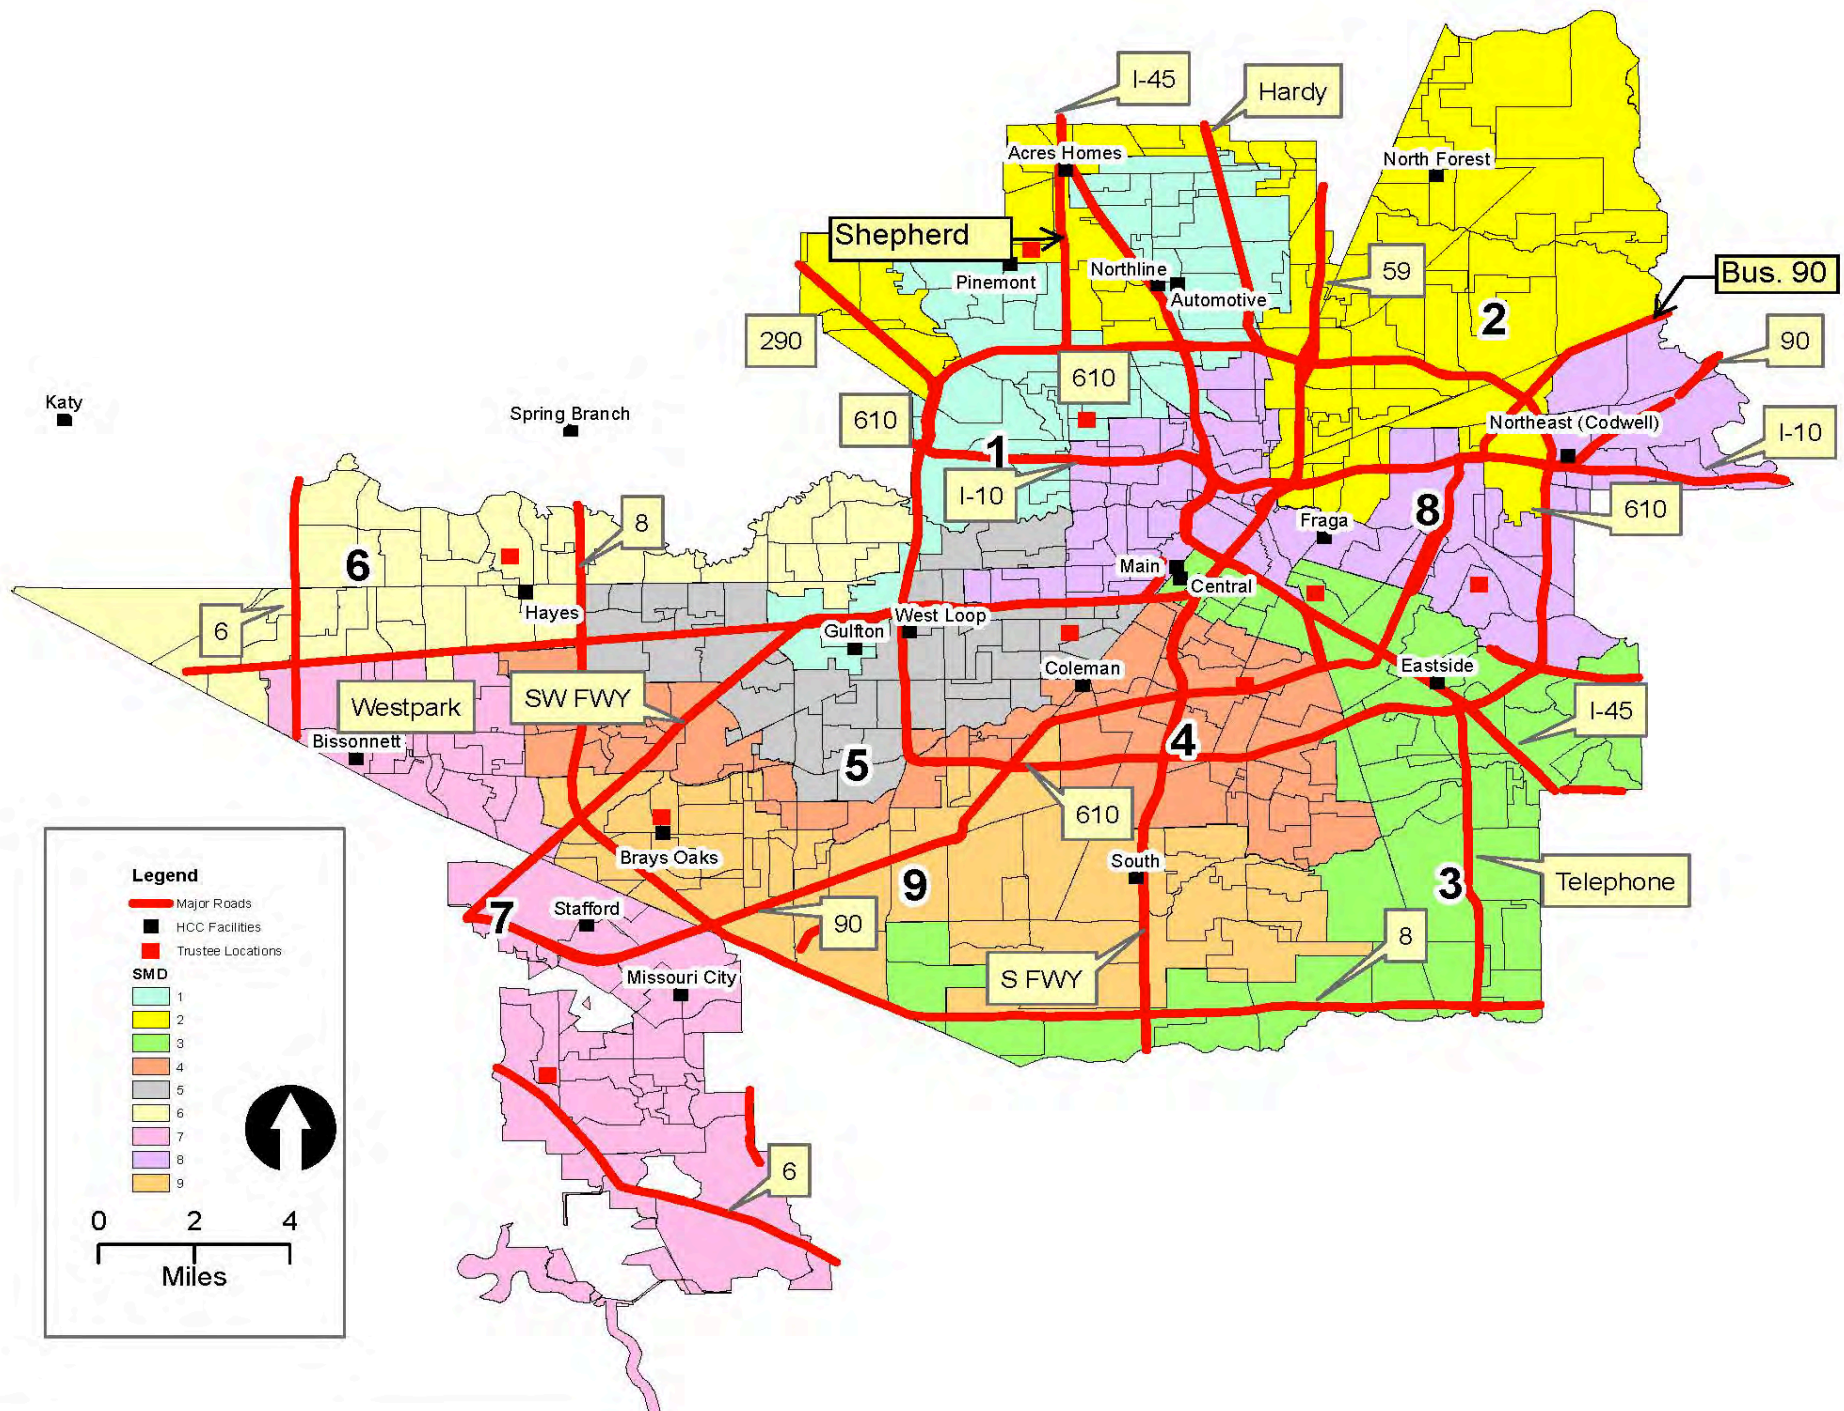 I-45
Hardy
Acres Homes
North Forest
Shepherd
Pinemont
Northline
Automotive
59
2
Bus. 90
290
90
610
610
Katy
Spring Branch
Northeast (Codwell)
I-10
1
I-10
8
8
Fraga
610
6
Main
Central
Hayes
6
West Loop
Gulfton
Coleman
Eastside
Westpark
SW FWY
I-45
Bissonnett
4
5
610
Brays Oaks
South
9
3
Telephone
7
Stafford
90
8
S FWY
Missouri City
6
Legend
Major Roads
HCC Facilities
Trustee Locations
SMD
1
2
3
4
5
6
7
8
9
0 2 4
Miles